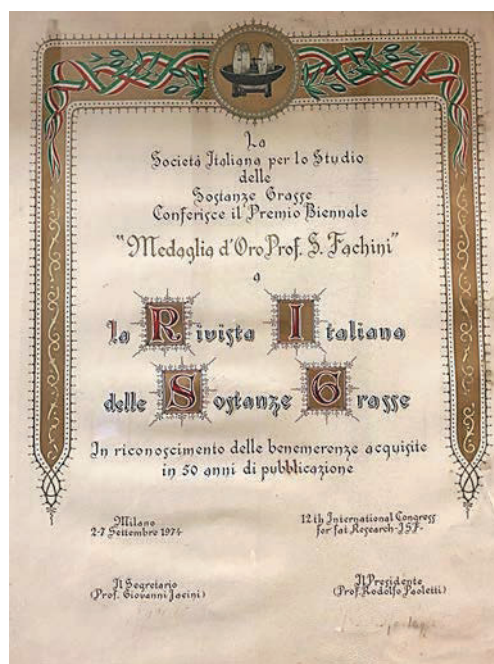 La
Società Italiana per lo Studio
delle
Sostanze Grasse
Conferisce il Premio Biennale
"Medaglia d'Oro Prof. S. Fachini"
a
la Rivista Italiana
delle Sostanze Grasse
In riconoscimento delle benemerenze acquisite
in 50 anni di pubblicazione
Milano
2-7 Settembre 1974
12th International Congress
for fat Research-ISF-
Il Segretario
(Prof. Giovanni Jacini)
Il Presidente
(Prof. Rodolfo Paoletti)